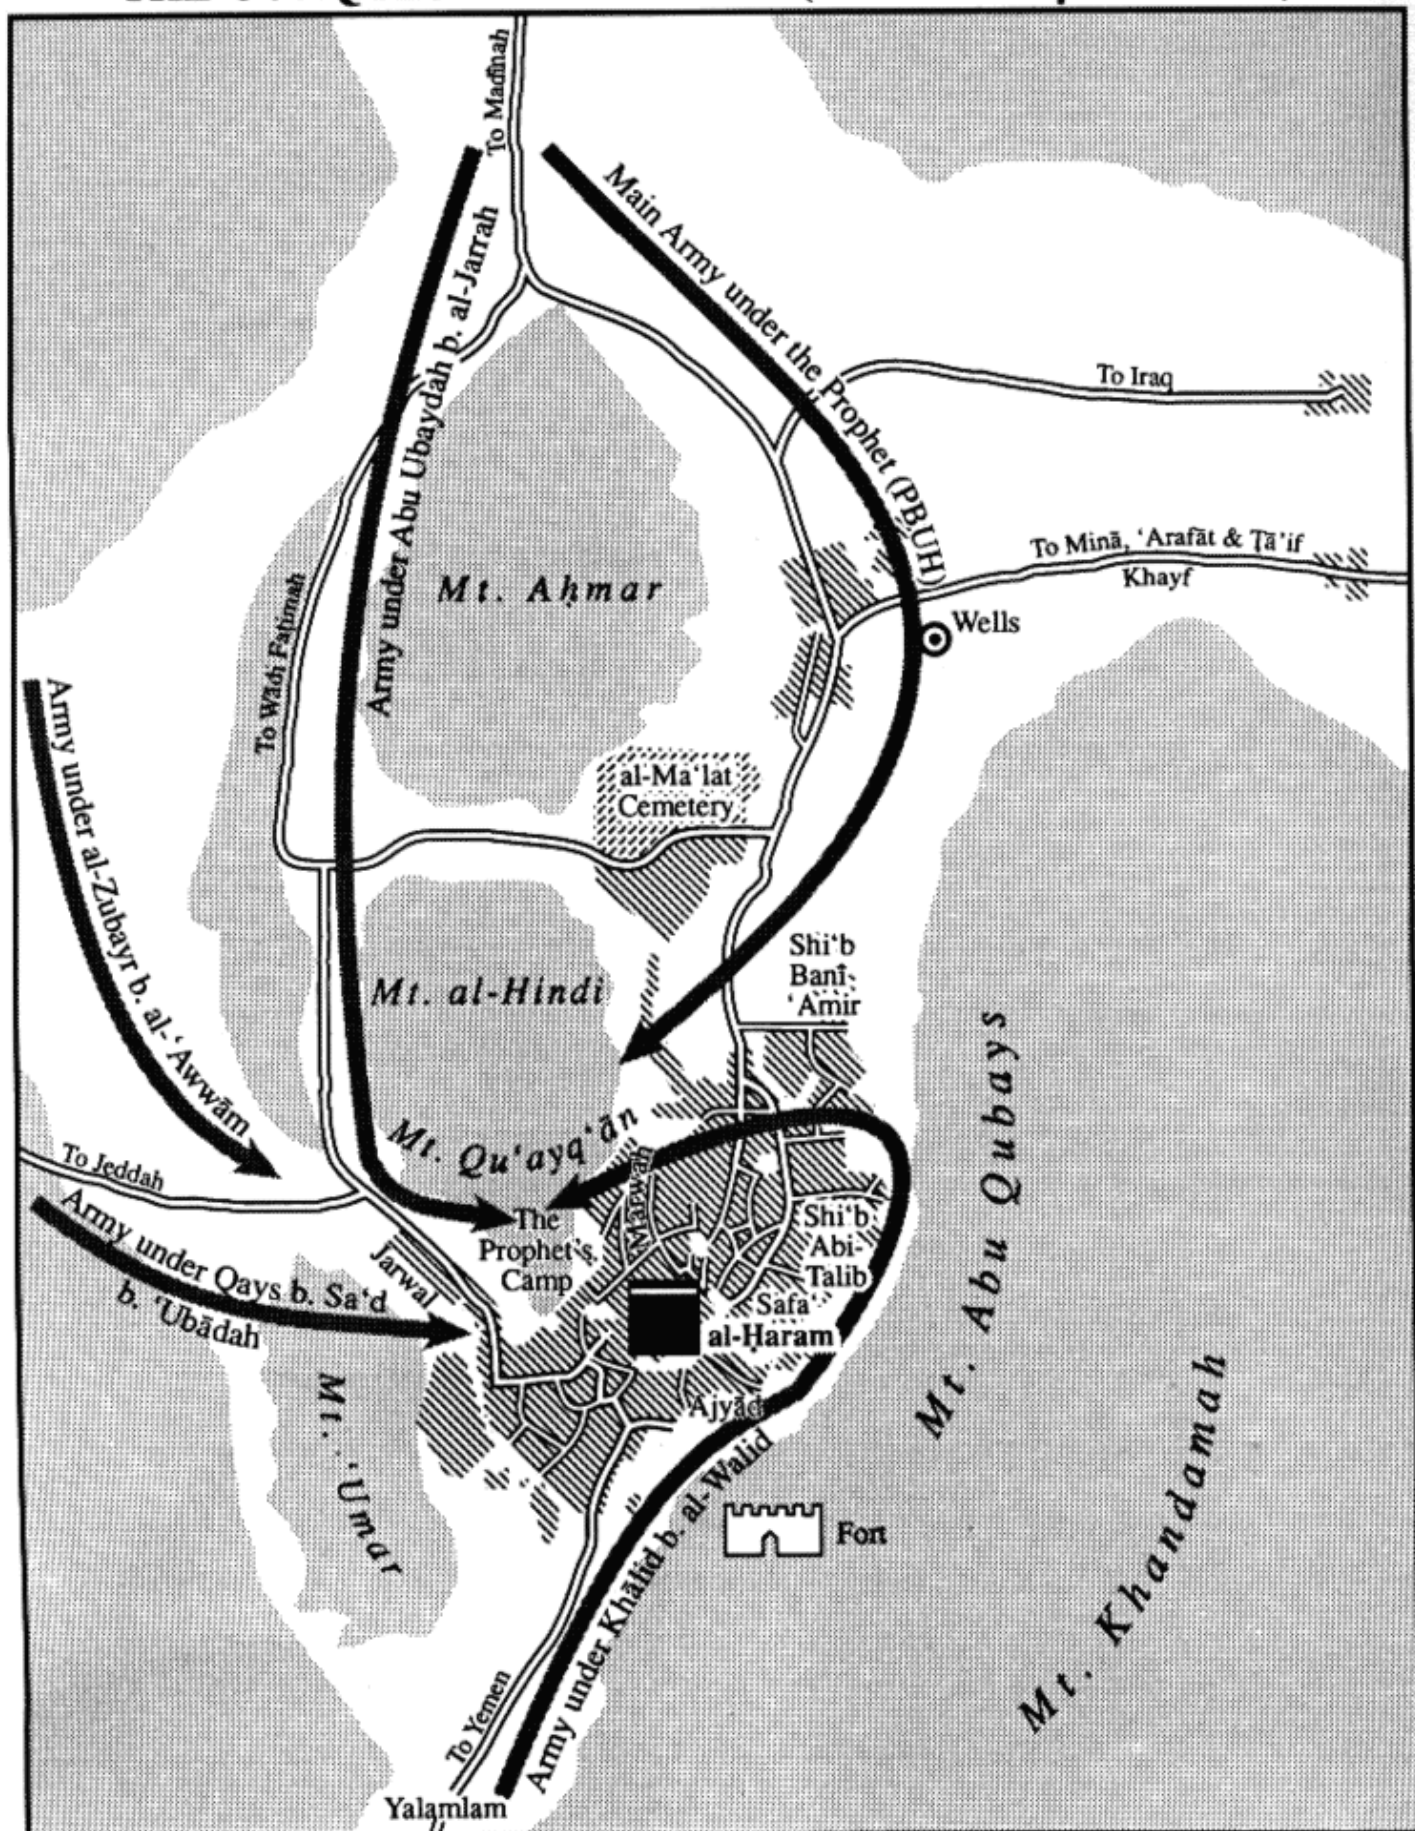 To Madīnah
Main Army under the Prophet (PBUH)
Army under Abu Ubaydah b. al-Jarrah
To Iraq
To Minā, ‘Arafāt & Ṭā’if
Khayf
Mt. Aḥmar
Wells
To Wādi Faṭimah
Army under al-Zubayr b. al-‘Awwām
al-Ma‘lat
Cemetery
Shi‘b
Banî-
‘Amir
Mt. al-Hindi
Mt. Qu‘ayq‘ān
Marwah
Mt. Abu Qubays
To Jeddah
Army under Qays b. Sa‘d
b. ‘Ubādah
Jarwal
The
Prophet's
Camp
Shi‘b
Abi-
Talib
Safa'
al-Ḥaram
Ajyād
Mt. ‘Umar
Fort
Mt. Khandamah
Army under Khālid b. al-Walid
To Yemen
Yalamlam